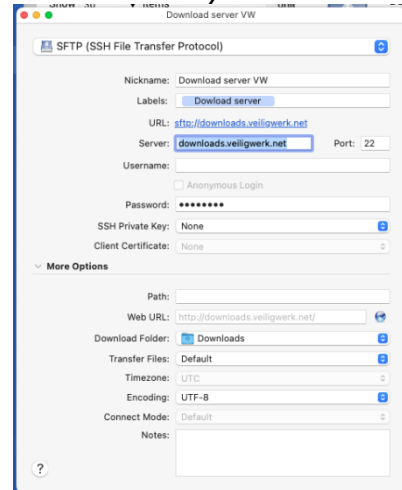 Download server VW
SFTP (SSH File Transfer Protocol)
Nickname: Download server VW
Labels: Dowload server
URL: sftp://downloads.veiligwerk.net
Server: downloads.veiligwerk.net Port: 22
Username:
Anonymous Login
Password: ••••••••
SSH Private Key: None
Client Certificate: None
More Options
Path:
Web URL: http://downloads.veiligwerk.net/
Download Folder: Downloads
Transfer Files: Default
Timezone: UTC
Encoding: UTF-8
Connect Mode: Default
Notes:
?